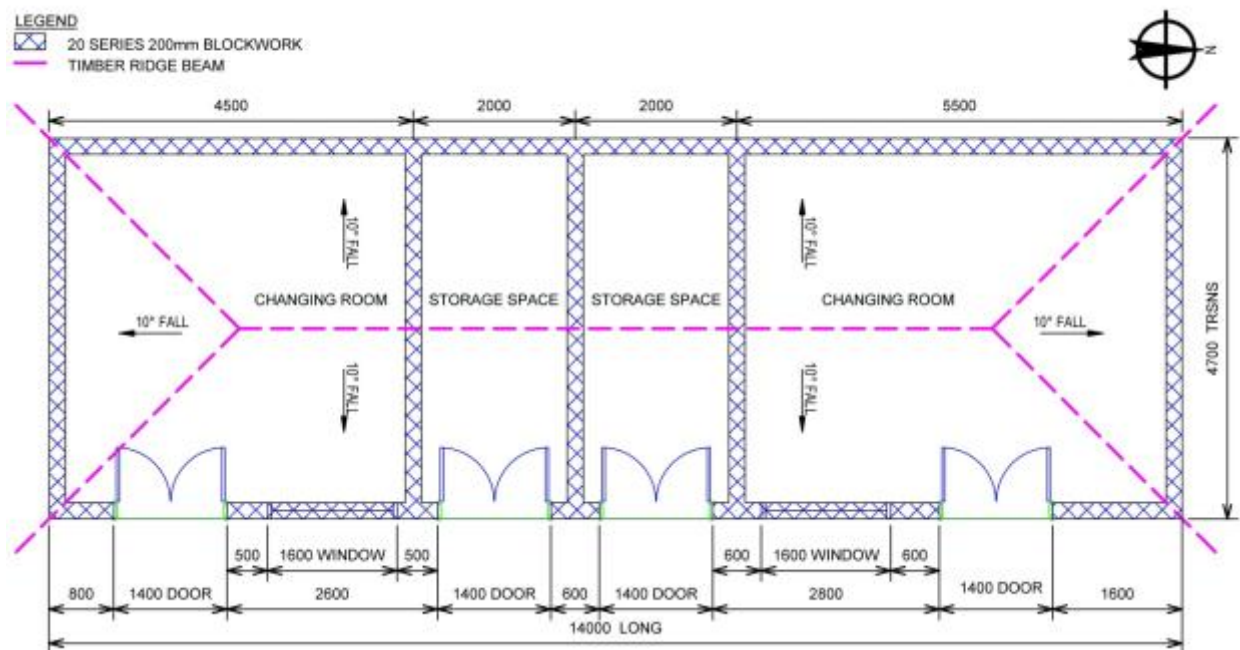 LEGEND
20 SERIES 200mm BLOCKWORK
TIMBER RIDGE BEAM
N
4500
2000
2000
5500
10° FALL
10° FALL
CHANGING ROOM
STORAGE SPACE
STORAGE SPACE
CHANGING ROOM
10° FALL
10° FALL
4700 TRSNS
10° FALL
10° FALL
500
1600 WINDOW
500
600
1600 WINDOW
600
800
1400 DOOR
2600
1400 DOOR
600
1400 DOOR
2800
1400 DOOR
1600
14000 LONG